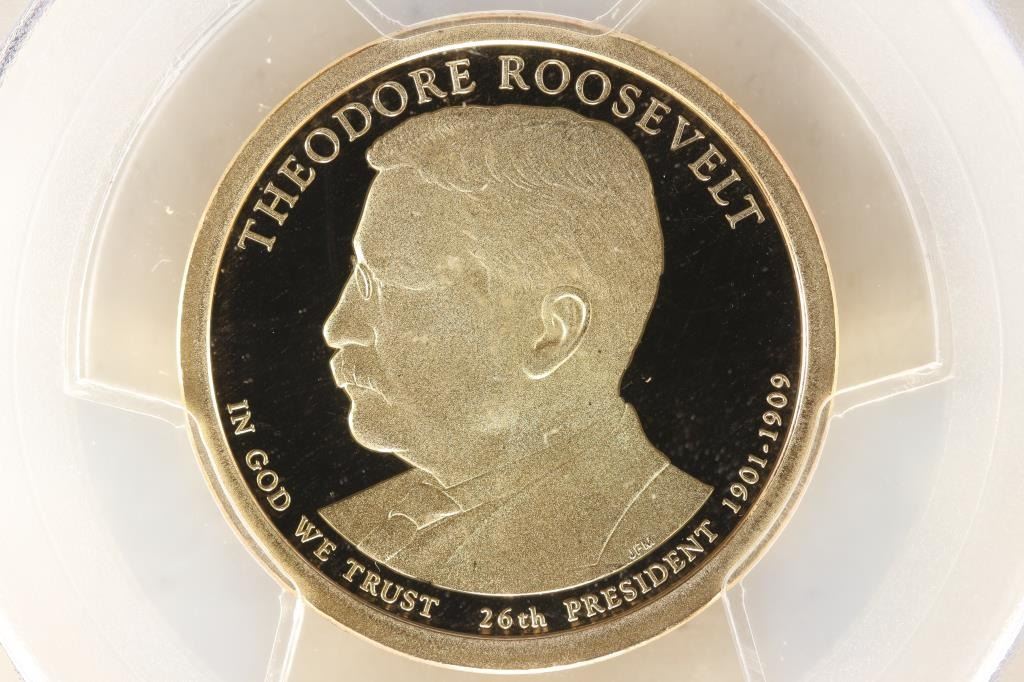 THEODORE ROOSEVELT
IN GOD WE TRUST
26th PRESIDENT 1901-1909
JFM